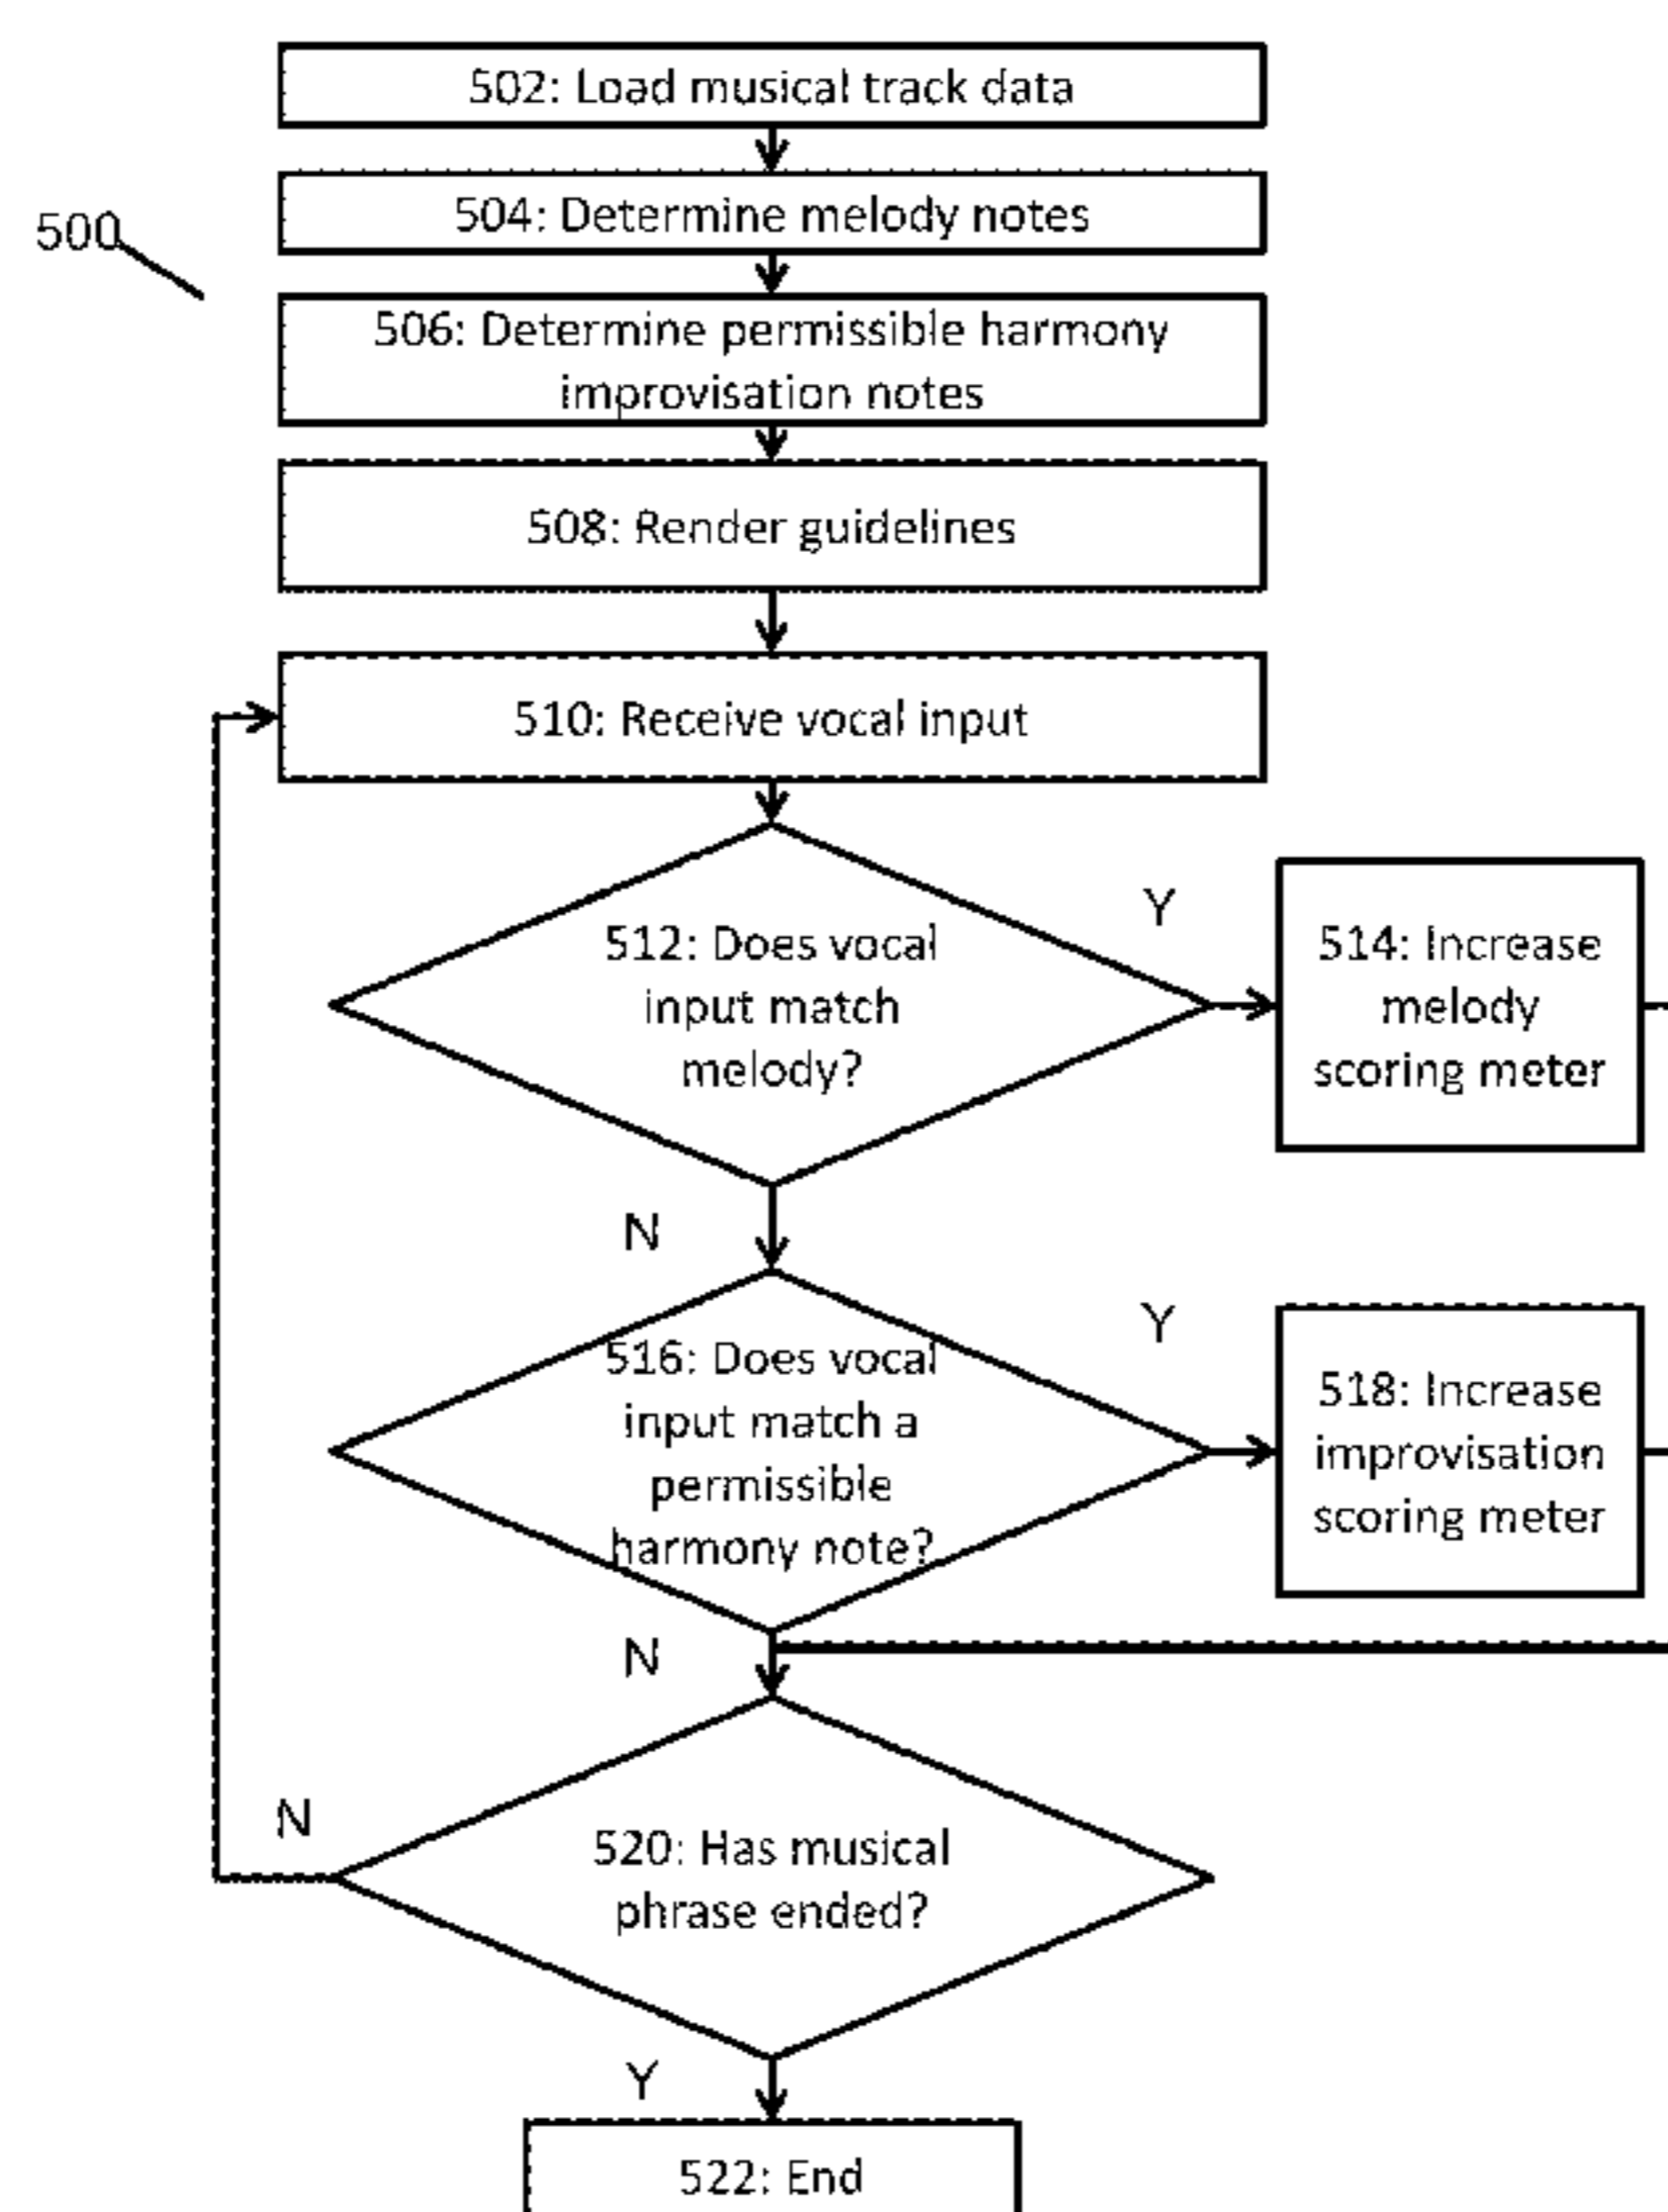 502: Load musical track data
504: Determine melody notes
500
506: Determine permissible harmony
improvisation notes
508: Render guidelines
510: Receive vocal input
Y
512: Does vocal
input match
melody?
514: Increase
melody
scoring meter
N
Y
516: Does vocal
input match a
permissible
harmony note?
518: Increase
improvisation
scoring meter
N
N
520: Has musical
phrase ended?
Y
522: End